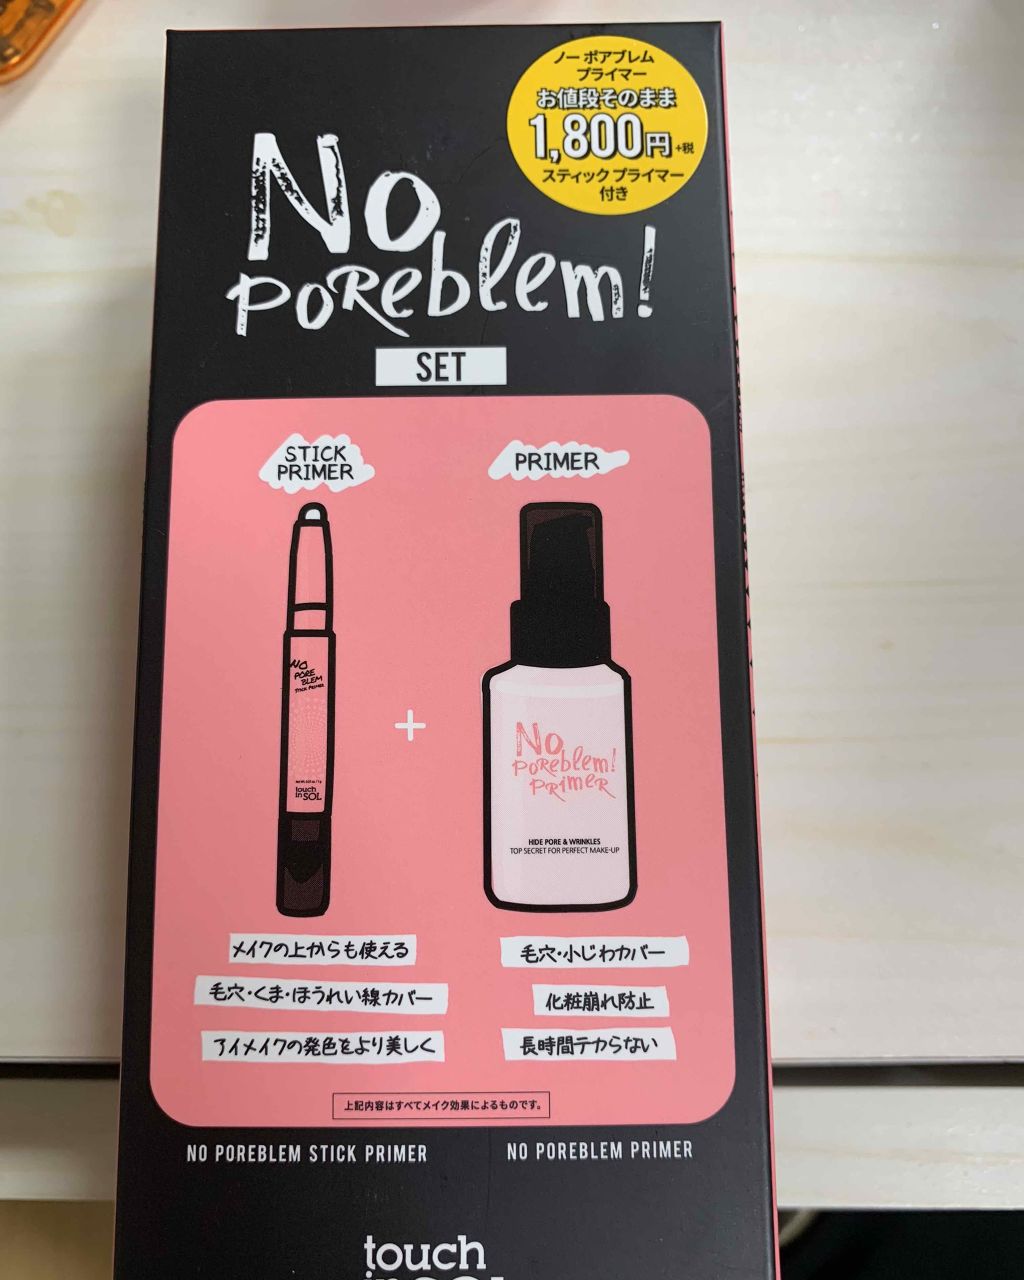 ノー ポアブレム
プライマー
お値段そのまま
1,800円+税
スティック プライマー
付き
No
Poreblem!
SET
STICK
PRIMER
PRIMER
No
PORE
BLEM
STICK PRIMER
touch
in SOL
+
No
Poreblem!
PRimeR
HIDE PORE & WRINKLES
TOP SECRET FOR PERFECT MAKE-UP
メイクの上からも使える
毛穴・くま・ほうれい線カバー
アイメイクの発色をより美しく
毛穴・小じわカバー
化粧崩れ防止
長時間テカらない
上記内容はすべてメイク効果によるものです。
NO POREBLEM STICK PRIMER
NO POREBLEM PRIMER
touch
in SOL